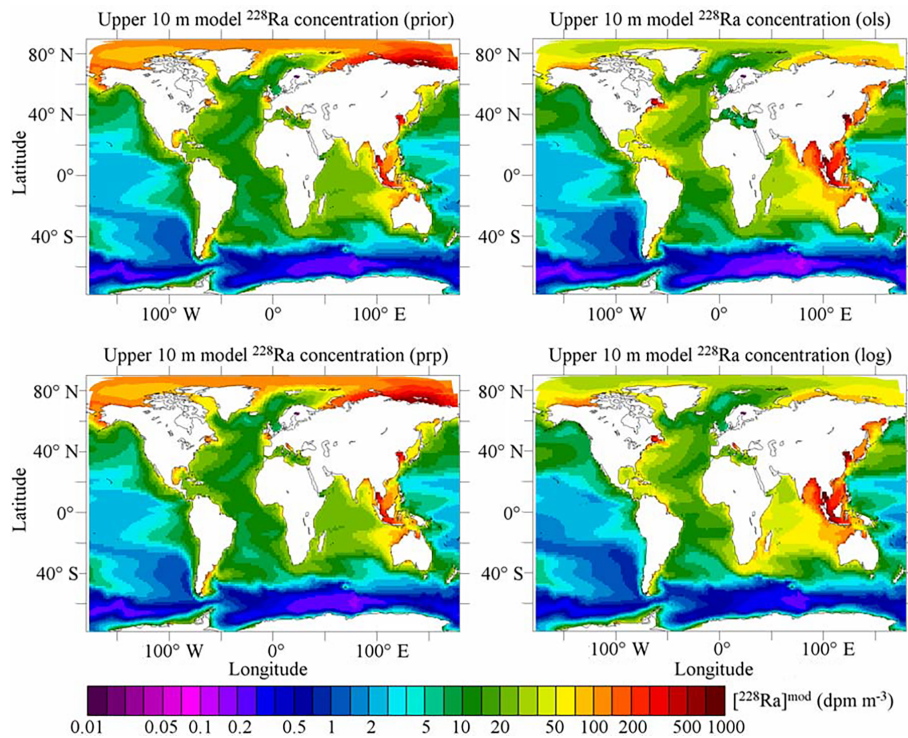 Upper 10 m model ²²⁸Ra concentration (prior)
Upper 10 m model ²²⁸Ra concentration (ols)
80° N
40° N
0°
40° S
Latitude
80° N
40° N
0°
40° S
100° W 0° 100° E
100° W 0° 100° E
Upper 10 m model ²²⁸Ra concentration (prp)
Upper 10 m model ²²⁸Ra concentration (log)
80° N
40° N
0°
40° S
Latitude
80° N
40° N
0°
40° S
100° W 0° 100° E
100° W 0° 100° E
Longitude
Longitude
[²²⁸Ra]ᵐᵒᵈ (dpm m⁻³)
0.01 0.05 0.1 0.2 0.5 1 2 5 10 20 50 100 200 500 1000